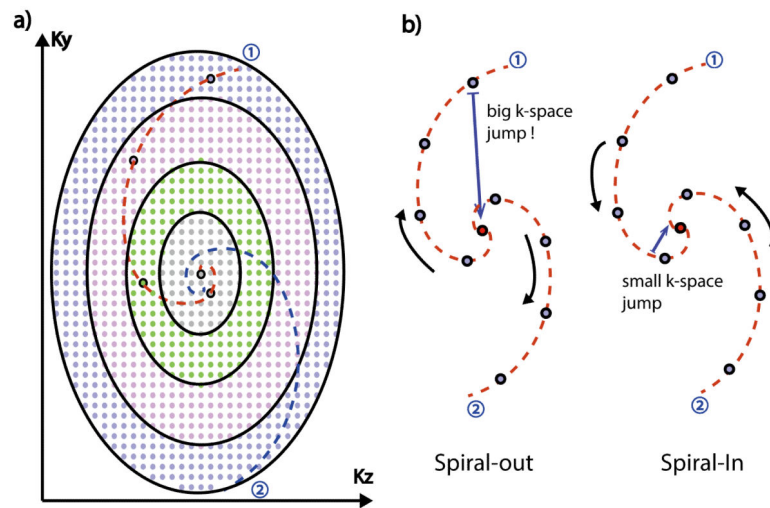 a)
Ky
①
Kz
②
b)
①
big k-space
jump !
②
Spiral-out
①
small k-space
jump
②
Spiral-In